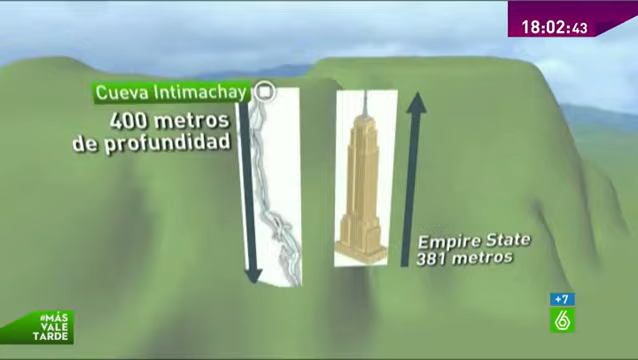 18:02:43
Cueva Intimachay
400 metros
de profundidad
Empire State
381 metros
+7
6
#MÁS
VALE
TARDE